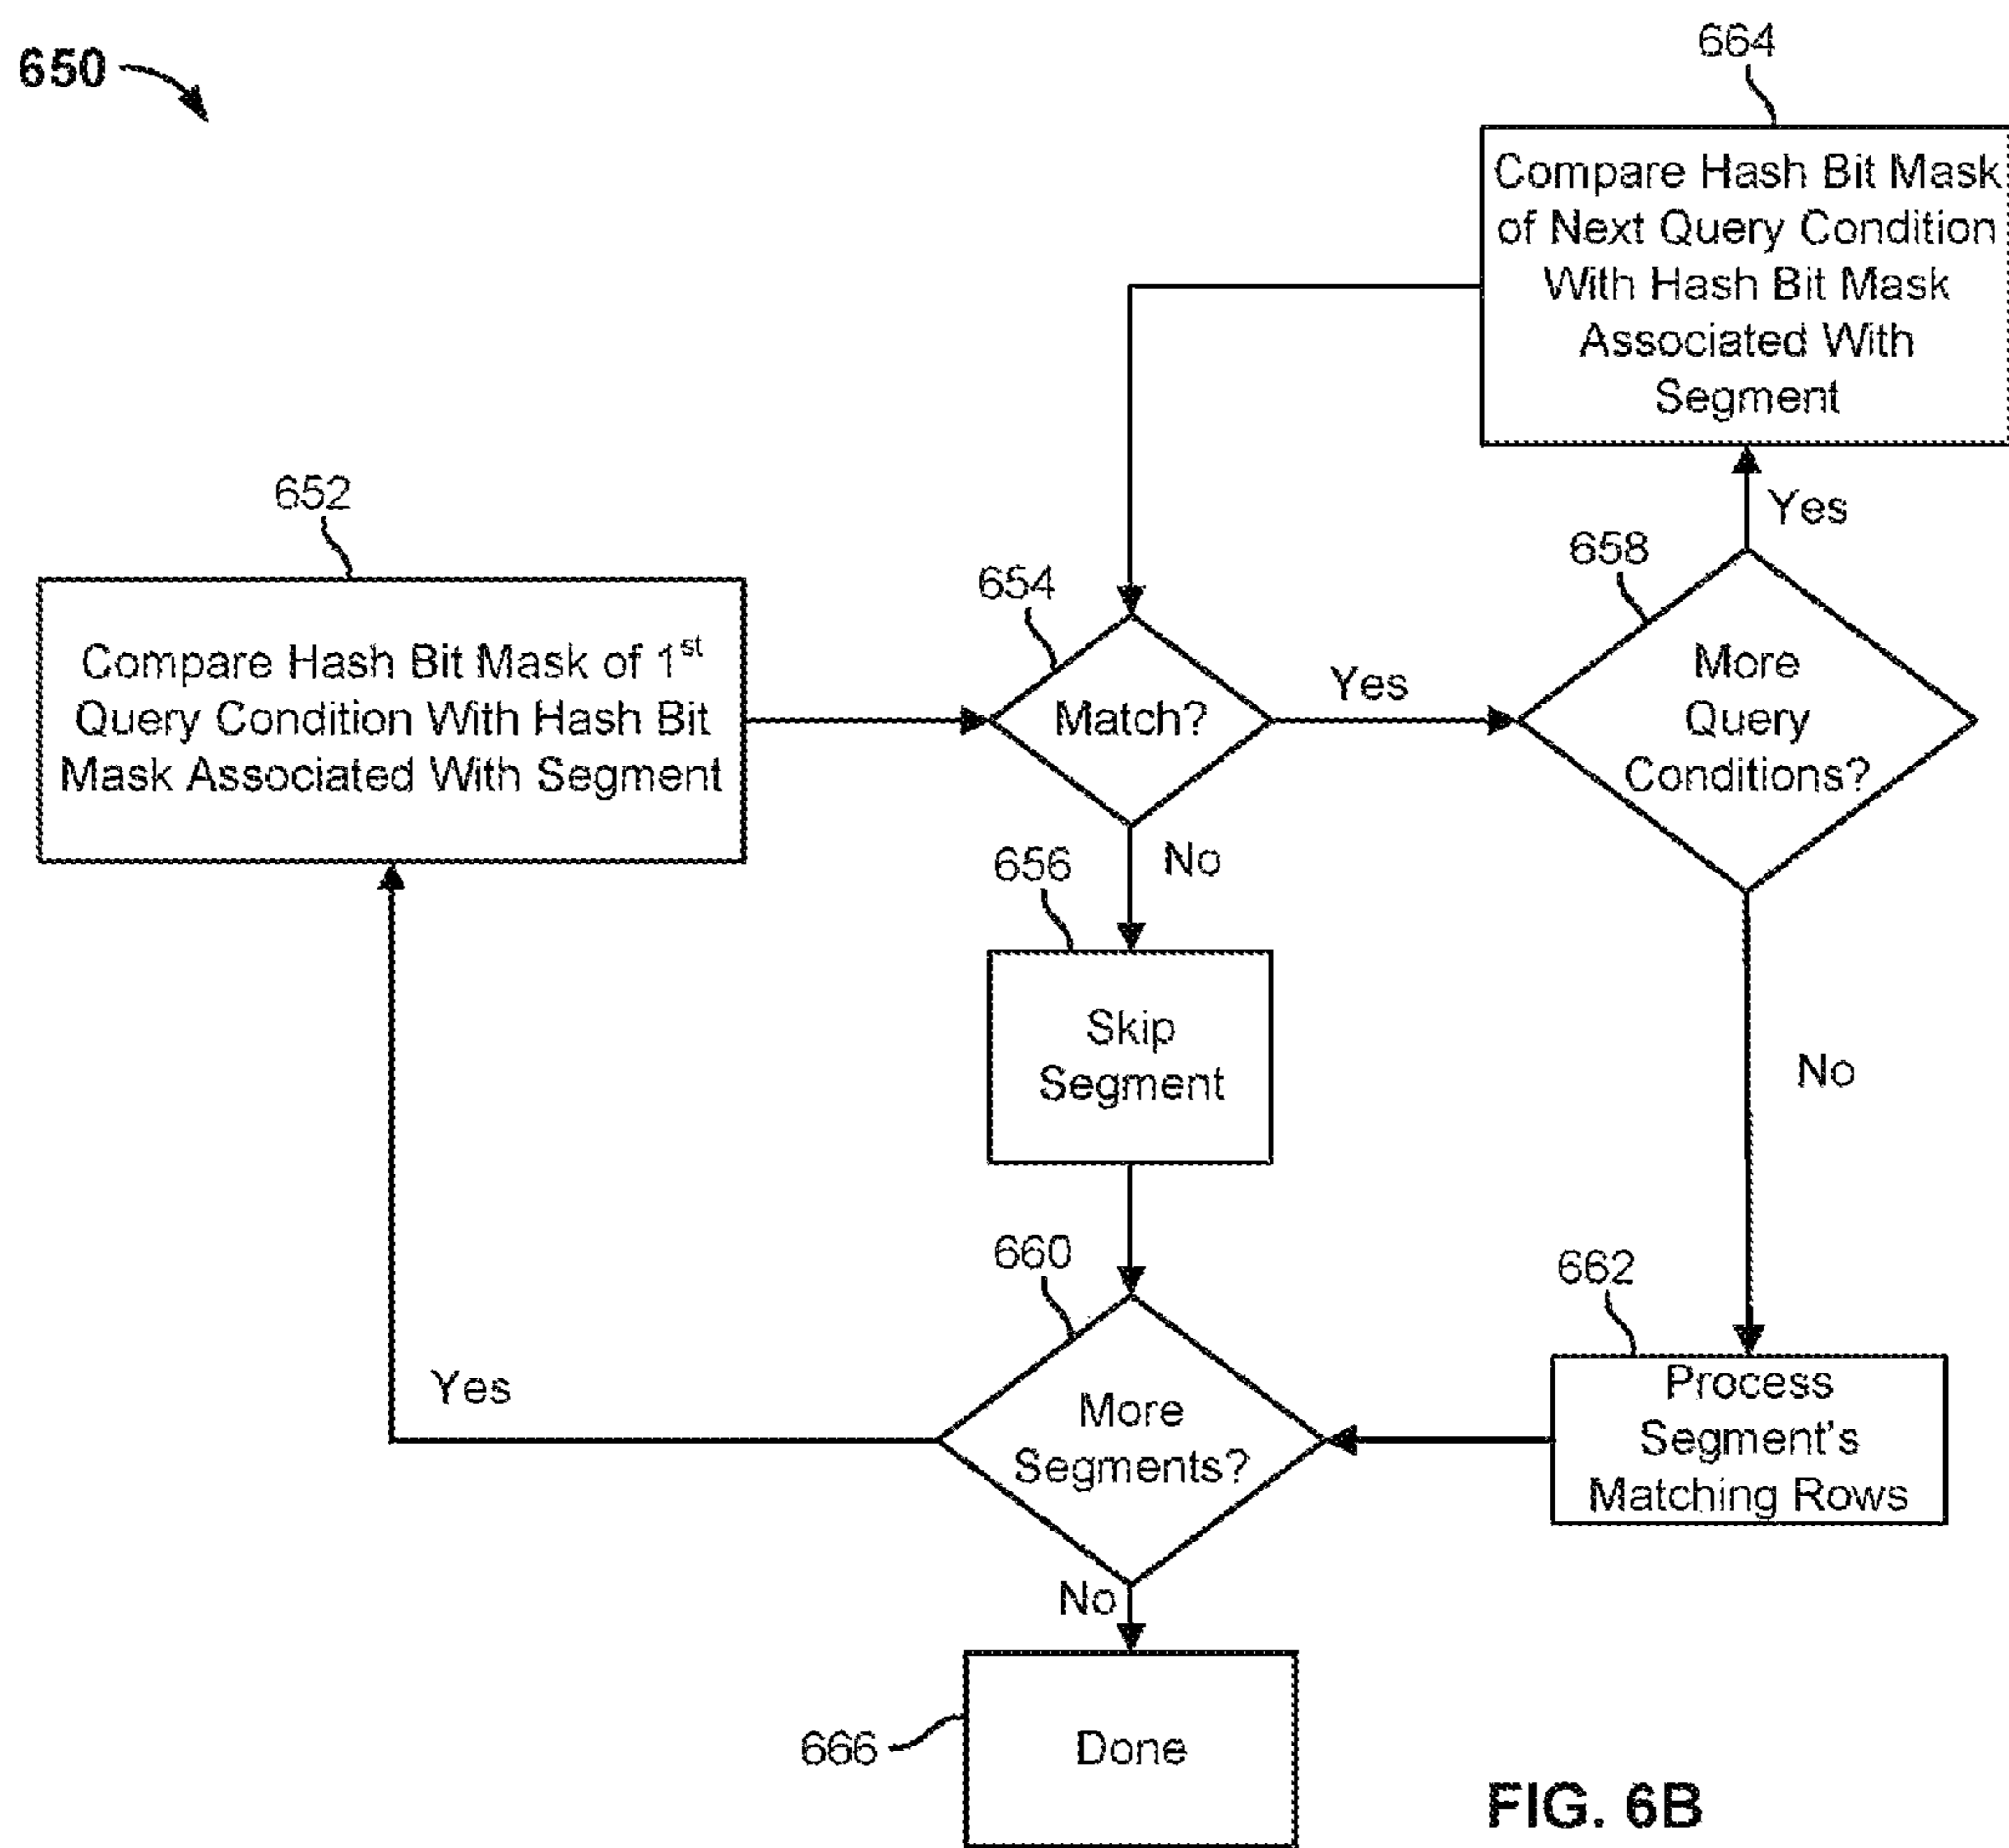 650
664
Compare Hash Bit Mask
of Next Query Condition
With Hash Bit Mask
Associated With
Segment
Yes
652
Compare Hash Bit Mask of 1st
Query Condition With Hash Bit
Mask Associated With Segment
654
Match?
Yes
658
More
Query
Conditions?
No
656
Skip
Segment
No
660
More
Segments?
Yes
662
Process
Segment's
Matching Rows
No
666
Done
FIG. 6B